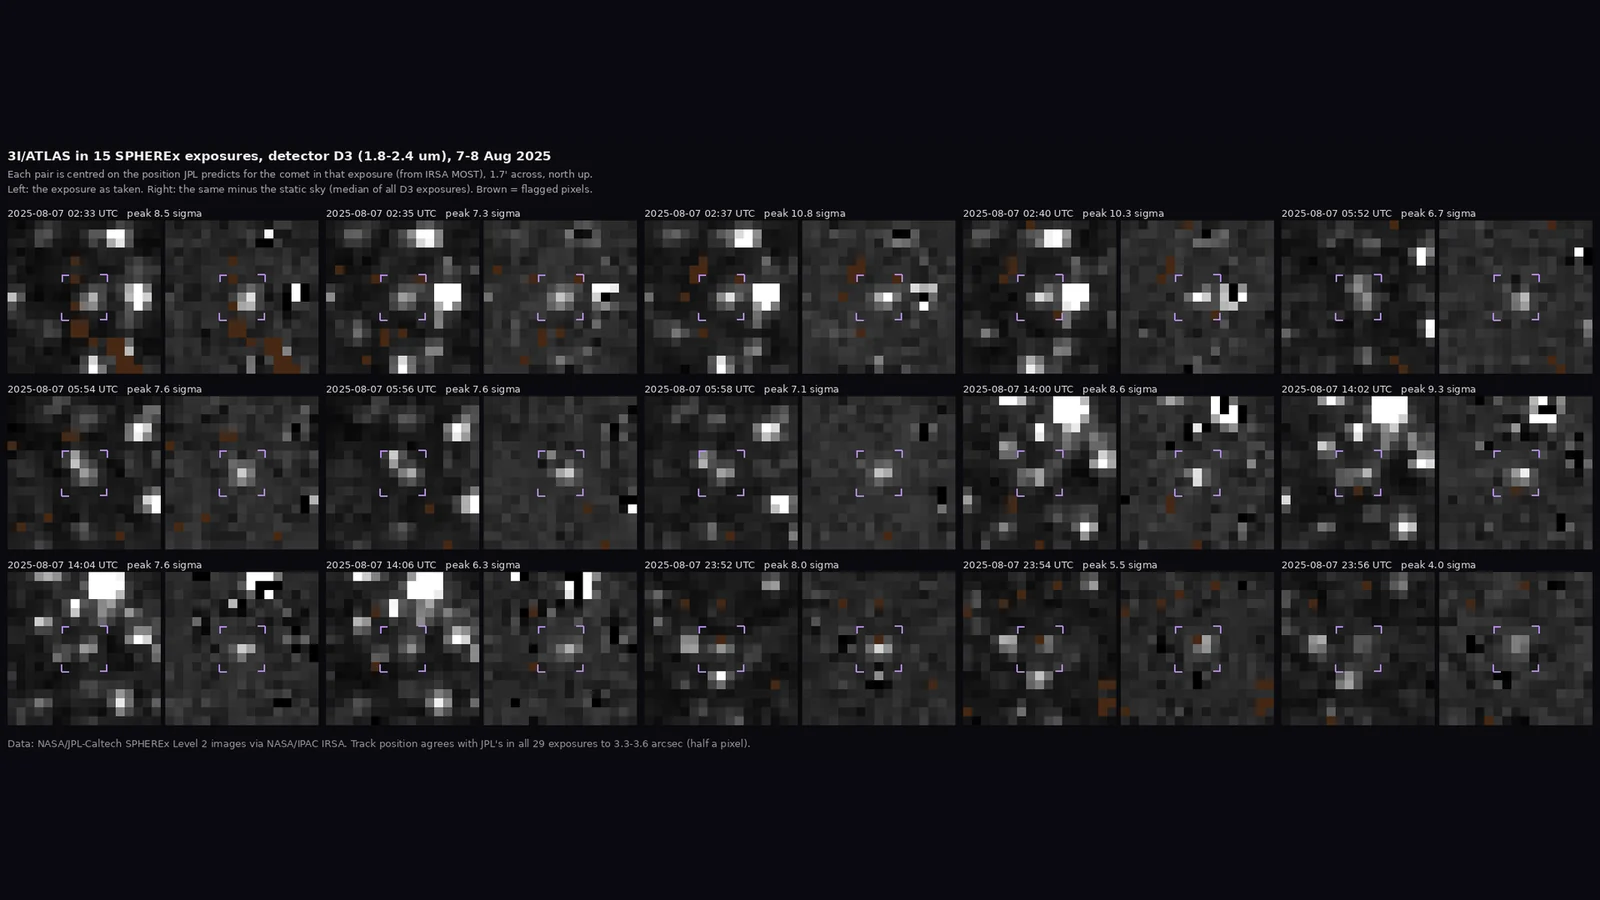 3I/ATLAS in 15 SPHEREx exposures, detector D3 (1.8-2.4 um), 7-8 Aug 2025
Each pair is centred on the position JPL predicts for the comet in that exposure (from IRSA MOST), 1.7' across, north up.
Left: the exposure as taken. Right: the same minus the static sky (median of all D3 exposures). Brown = flagged pixels.
2025-08-07 02:33 UTC   peak 8.5 sigma
2025-08-07 02:35 UTC   peak 7.3 sigma
2025-08-07 02:37 UTC   peak 10.8 sigma
2025-08-07 02:40 UTC   peak 10.3 sigma
2025-08-07 05:52 UTC   peak 6.7 sigma
2025-08-07 05:54 UTC   peak 7.6 sigma
2025-08-07 05:56 UTC   peak 7.6 sigma
2025-08-07 05:58 UTC   peak 7.1 sigma
2025-08-07 14:00 UTC   peak 8.6 sigma
2025-08-07 14:02 UTC   peak 9.3 sigma
2025-08-07 14:04 UTC   peak 7.6 sigma
2025-08-07 14:06 UTC   peak 6.3 sigma
2025-08-07 23:52 UTC   peak 8.0 sigma
2025-08-07 23:54 UTC   peak 5.5 sigma
2025-08-07 23:56 UTC   peak 4.0 sigma
Data: NASA/JPL-Caltech SPHEREx Level 2 images via NASA/IPAC IRSA. Track position agrees with JPL's in all 29 exposures to 3.3-3.6 arcsec (half a pixel).